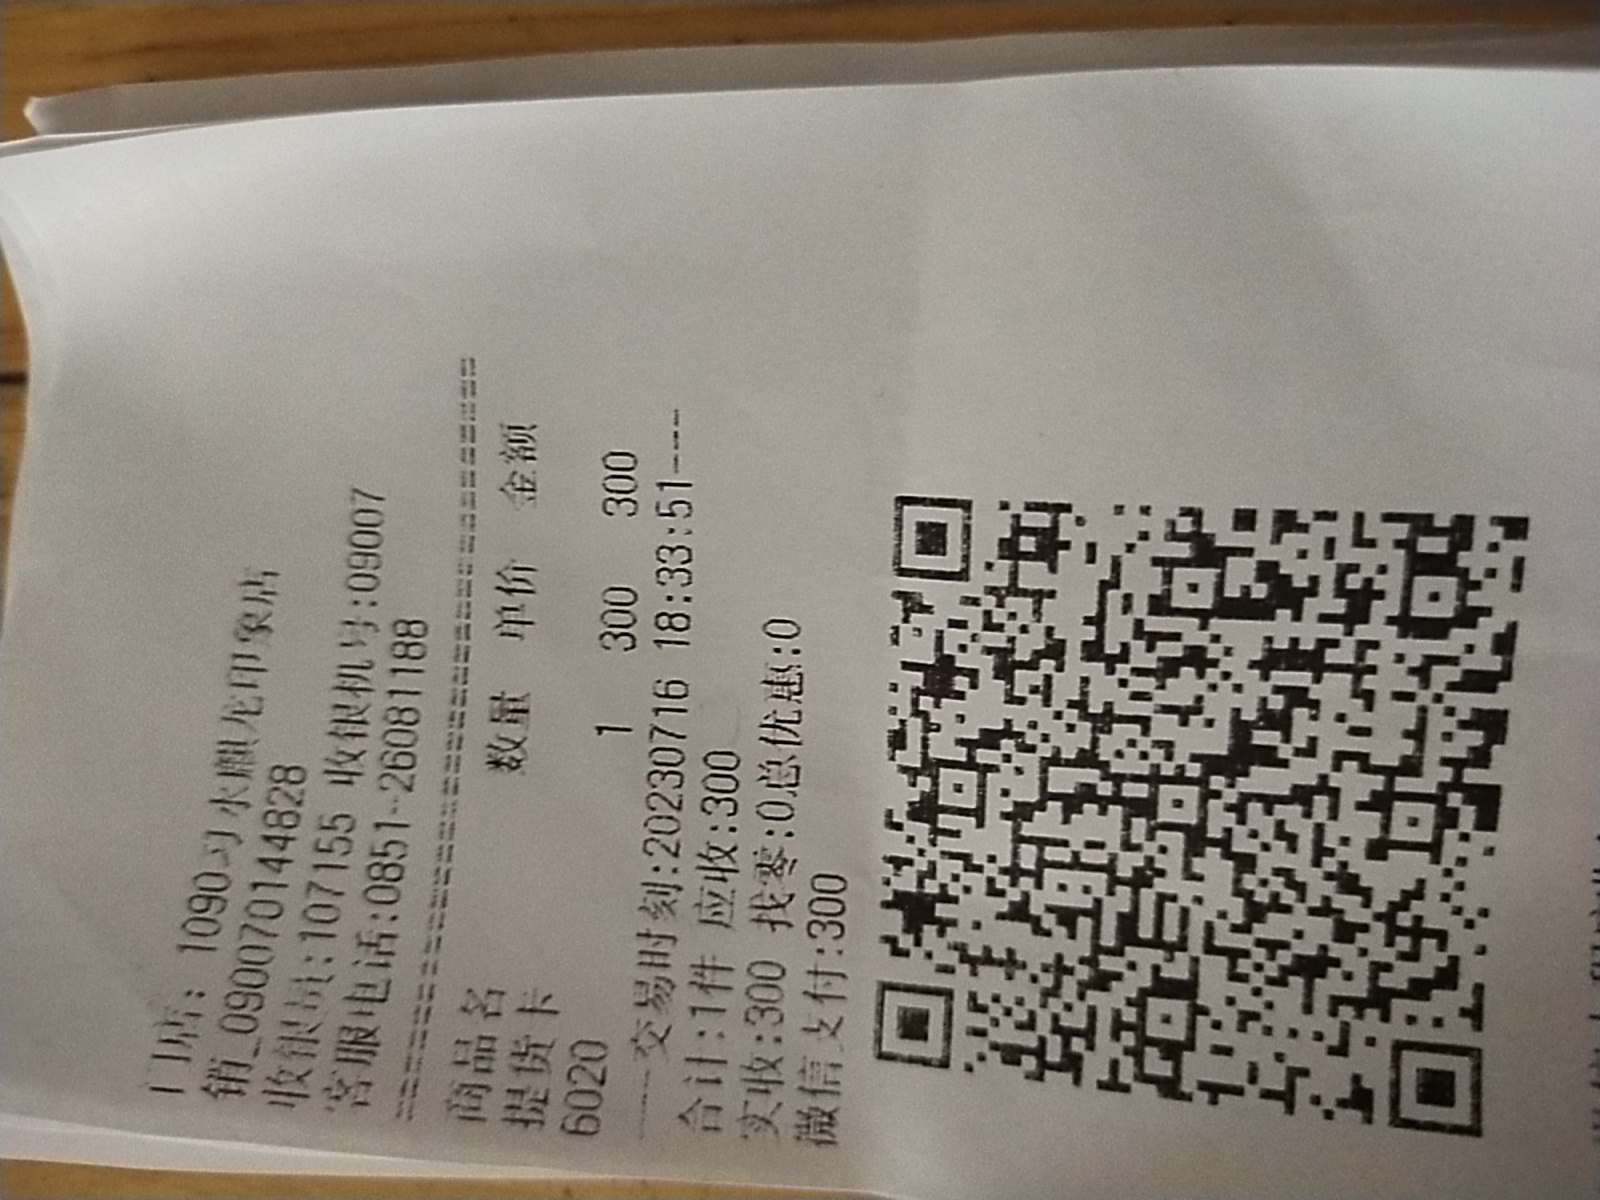 门店: 1090习水麒龙印象店
销_0900707701448​28
收银员:107155 收银机号:09007
客服电话:0851-26081188
商品名 数量 单价 金额
提货卡
6020 1 300 300
交易时刻:20230716 18:33:51----
合计:1件 应收:300
实收:300 找零:0总优惠:0
微信支付:300